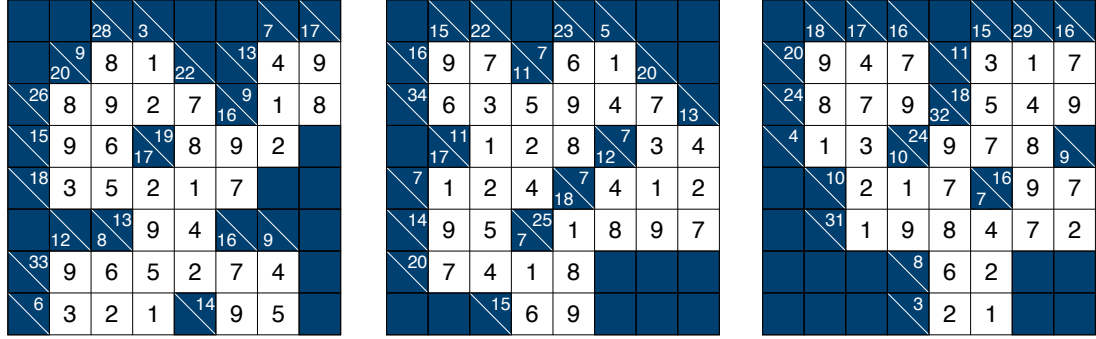 28 3 7 17
9 20 8 1 22 13 4 9
26 8 9 2 7 9 16 1 8
15 9 6 19 17 8 9 2
18 3 5 2 1 7
12 13 8 9 4 16 9
33 9 6 5 2 7 4
6 3 2 1 14 9 5
15 22 23 5
16 9 7 7 11 6 1 20
34 6 3 5 9 4 7 13
11 17 1 2 8 7 12 3 4
7 1 2 4 7 18 4 1 2
14 9 5 25 7 1 8 9 7
20 7 4 1 8
15 6 9
18 17 16 15 29 16
20 9 4 7 11 3 1 7
24 8 7 9 18 32 5 4 9
4 1 3 24 10 9 7 8 9
10 2 1 7 16 7 9 7
31 1 9 8 4 7 2
8 6 2
3 2 1